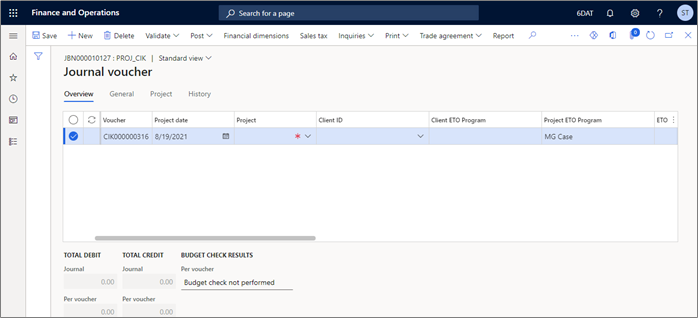 Finance and Operations Search for a page 6DAT ST
Save New Delete Validate Post Financial dimensions Sales tax Inquiries Print Trade agreement Report 0
JBN000010127 : PROJ_CIK | Standard view
Journal voucher
Overview General Project History
Voucher Project date Project Client ID Client ETO Program Project ETO Program ETO
CIK000000316 8/19/2021 * MG Case
TOTAL DEBIT TOTAL CREDIT BUDGET CHECK RESULTS
Journal Journal Per voucher
0.00 0.00 Budget check not performed
Per voucher Per voucher
0.00 0.00